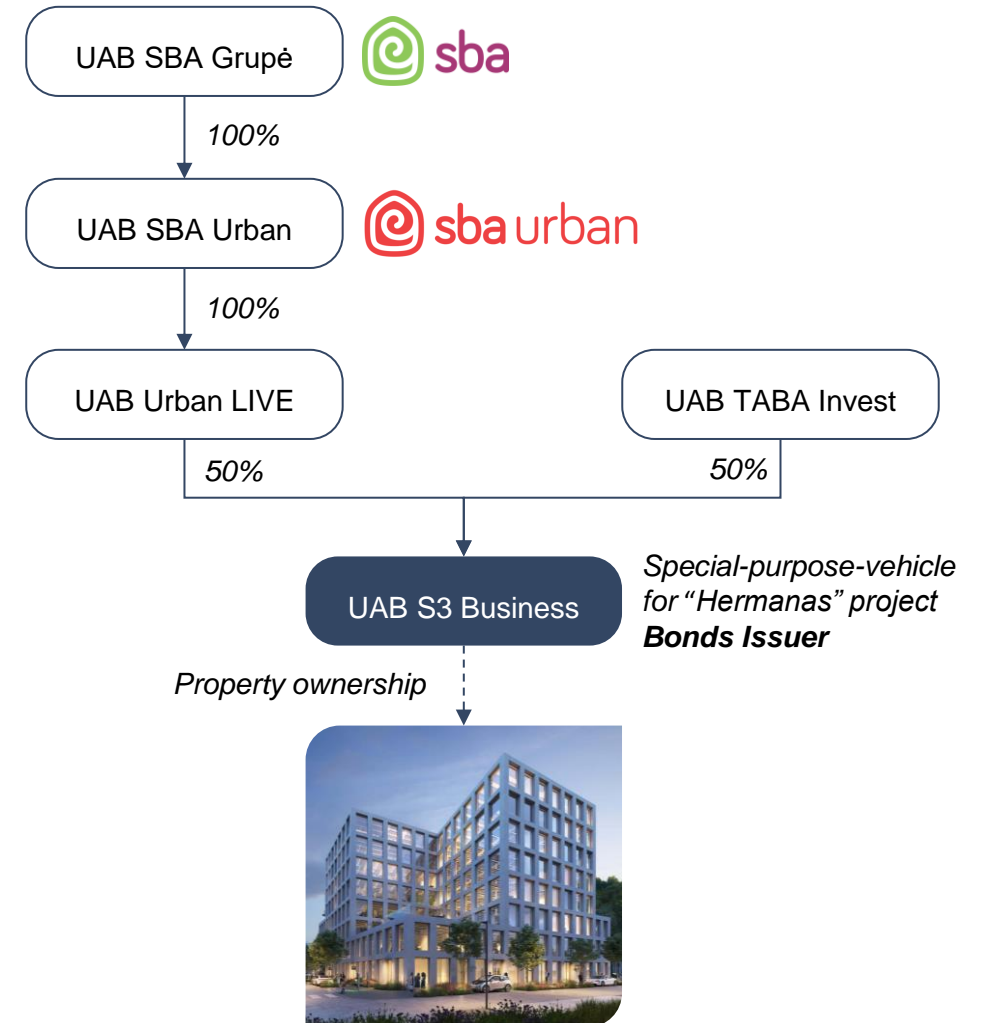 UAB SBA Grupė
sba
100%
UAB SBA Urban
sba urban
100%
UAB Urban LIVE
UAB TABA Invest
50%
50%
UAB S3 Business
Special-purpose-vehicle
for “Hermanas” project
Bonds Issuer
Property ownership